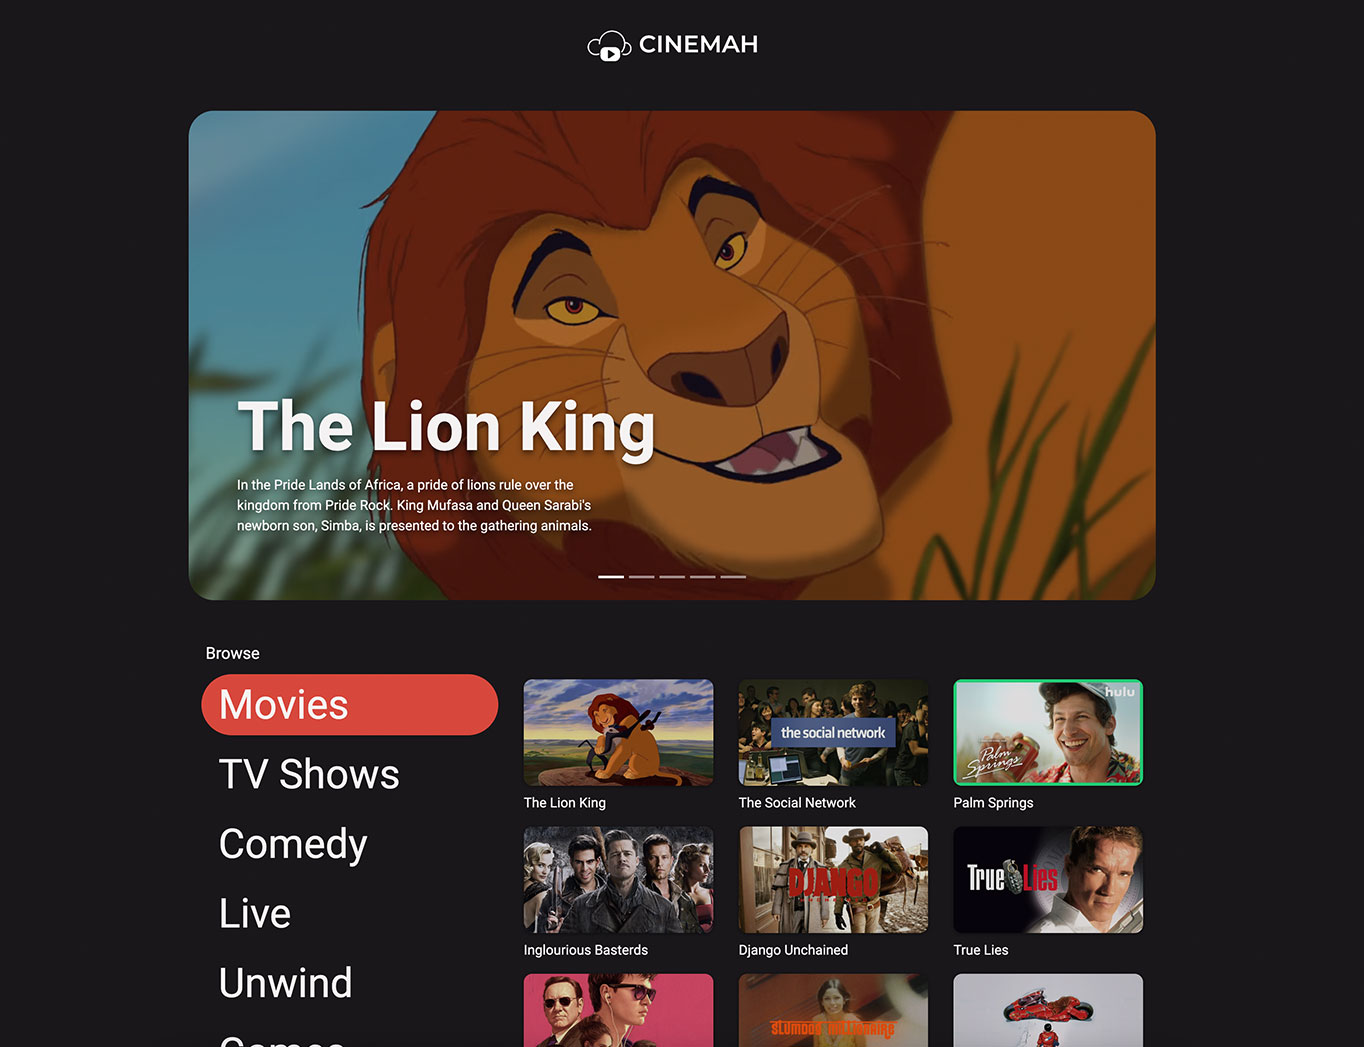 CINEMAH
The Lion King
In the Pride Lands of Africa, a pride of lions rule over the
kingdom from Pride Rock. King Mufasa and Queen Sarabi's
newborn son, Simba, is presented to the gathering animals.
Browse
Movies
TV Shows
Comedy
Live
Unwind
the social network
hulu
Palm
Springs
The Lion King
The Social Network
Palm Springs
DJANGO
True Lies
Inglourious Basterds
Django Unchained
True Lies
SLUMDOG MILLIONAIRE